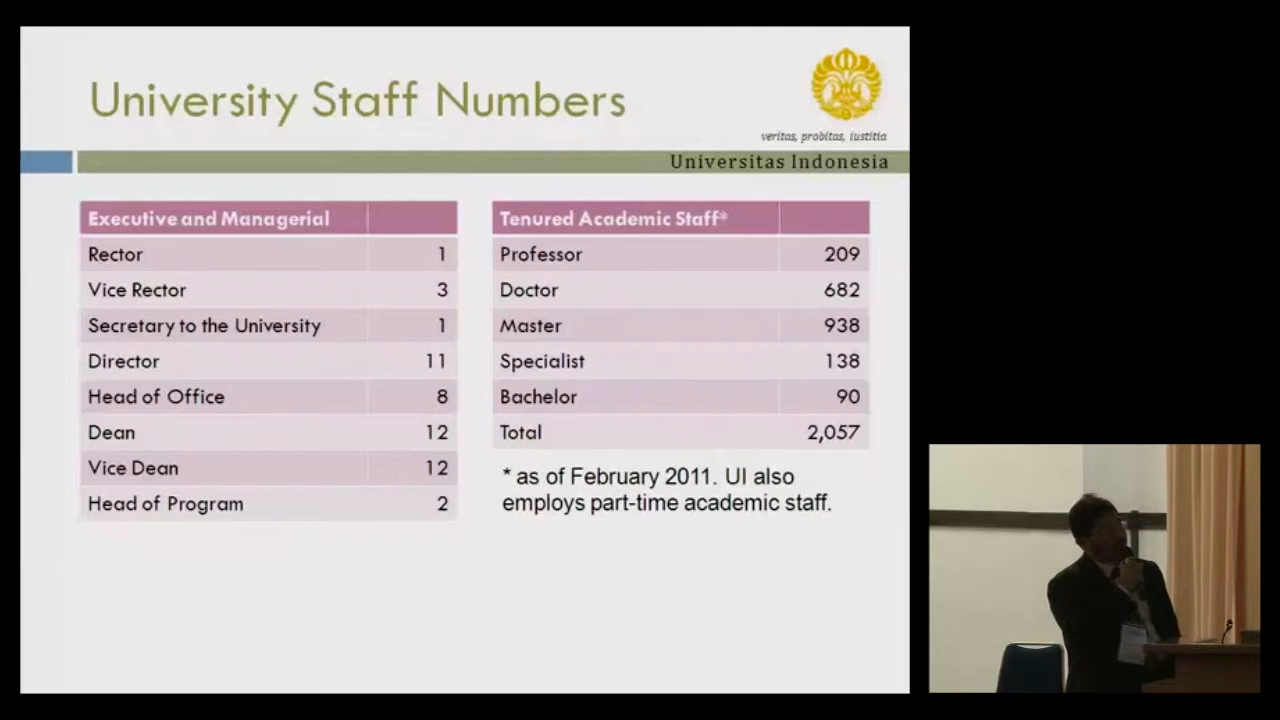 University Staff Numbers
veritas, probitas, iustitia
Universitas Indonesia
Executive and Managerial
Rector 1
Vice Rector 3
Secretary to the University 1
Director 11
Head of Office 8
Dean 12
Vice Dean 12
Head of Program 2
Tenured Academic Staff*
Professor 209
Doctor 682
Master 938
Specialist 138
Bachelor 90
Total 2,057
* as of February 2011. UI also
employs part-time academic staff.